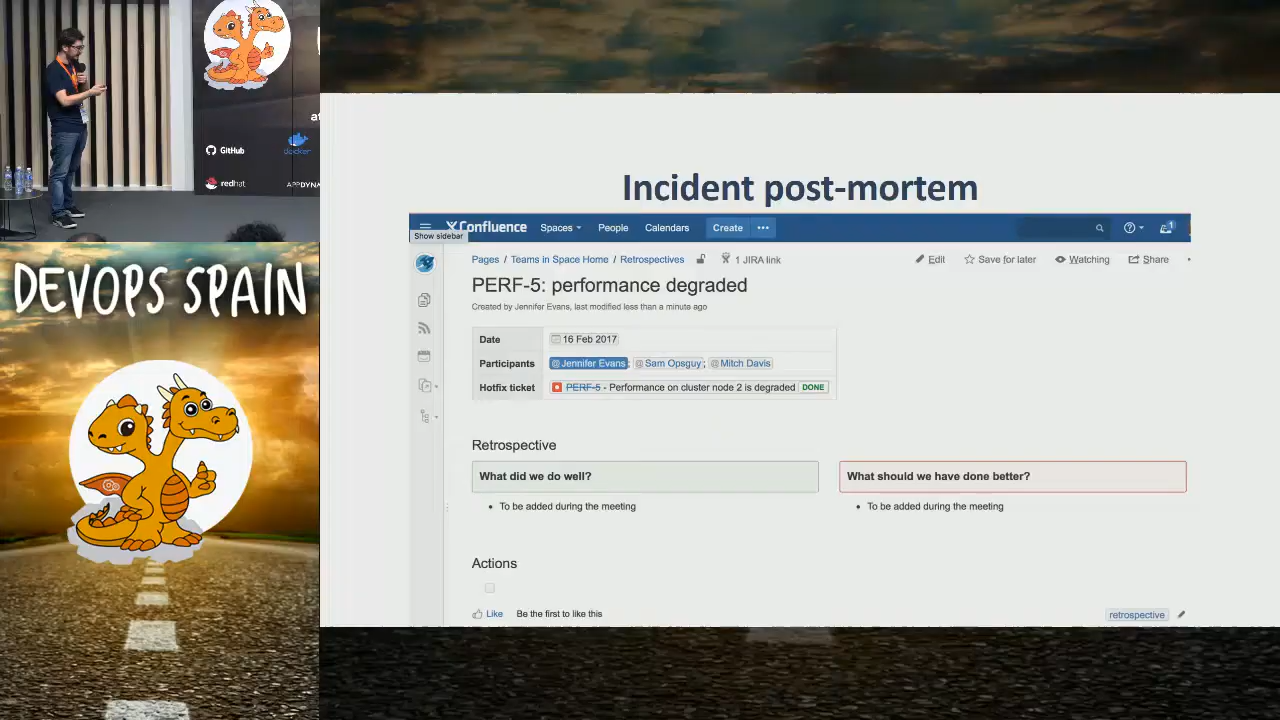 GitHub
docker
redhat
APPDYNA
DEVOPS SPAIN
Incident post-mortem
Confluence
Spaces
People
Calendars
Create
Show sidebar
1
Pages / Teams in Space Home / Retrospectives
1 JIRA link
Edit
Save for later
Watching
Share
PERF-5: performance degraded
Created by Jennifer Evans, last modified less than a minute ago
Date
16 Feb 2017
Participants
@Jennifer Evans; @Sam Opsguy; @Mitch Davis
Hotfix ticket
PERF-5 - Performance on cluster node 2 is degraded DONE
Retrospective
What did we do well?
What should we have done better?
• To be added during the meeting
• To be added during the meeting
Actions
Like
Be the first to like this
retrospective